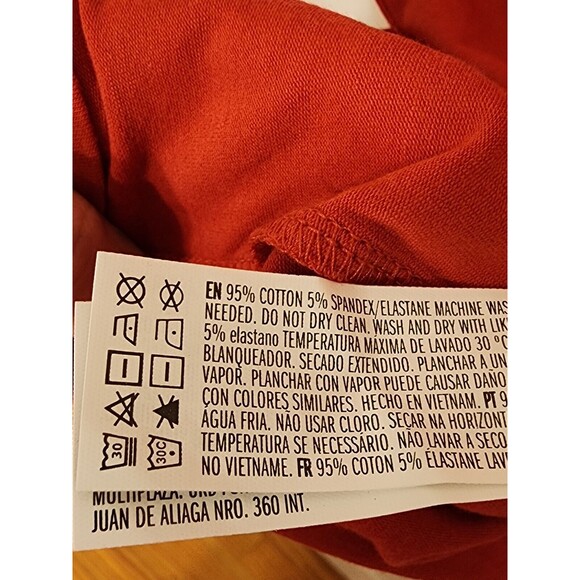 EN 95% COTTON 5% SPANDEX/ELASTANE MACHINE WAS
NEEDED. DO NOT DRY CLEAN. WASH AND DRY WITH LIK
5% elastano TEMPERATURA MÁXIMA DE LAVADO 30 °C
BLANQUEADOR. SECADO EXTENDIDO. PLANCHAR A UN
VAPOR. PLANCHAR CON VAPOR PUEDE CAUSAR DAÑO
CON COLORES SIMILARES. HECHO EN VIETNAM. PT 9
ÁGUA FRIA. NÃO USAR CLORO. SEÇAR NA HORIZONT
TEMPERATURA SE NECESSÁRIO. NÃO LAVAR A SECO
NO VIETNAME. FR 95% COTON 5% ÉLASTANE LAV
30
30C
MULTIPLAZA.
JUAN DE ALIAGA NRO. 360 INT.